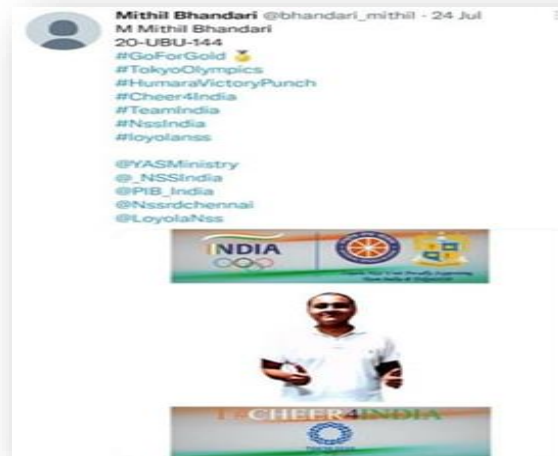 Mithil Bhandari @bhandari_mithil · 24 Jul
M Mithil Bhandari
20-UBU-144
#GoForGold
#TokyoOlympics
#HumaraVictoryPunch
#Cheer4India
#TeamIndia
#NssIndia
#loyolanss
@YASMinistry
@_NSSIndia
@PIB_India
@Nssrdchennai
@LoyolaNss
INDIA
#CHEER4INDIA